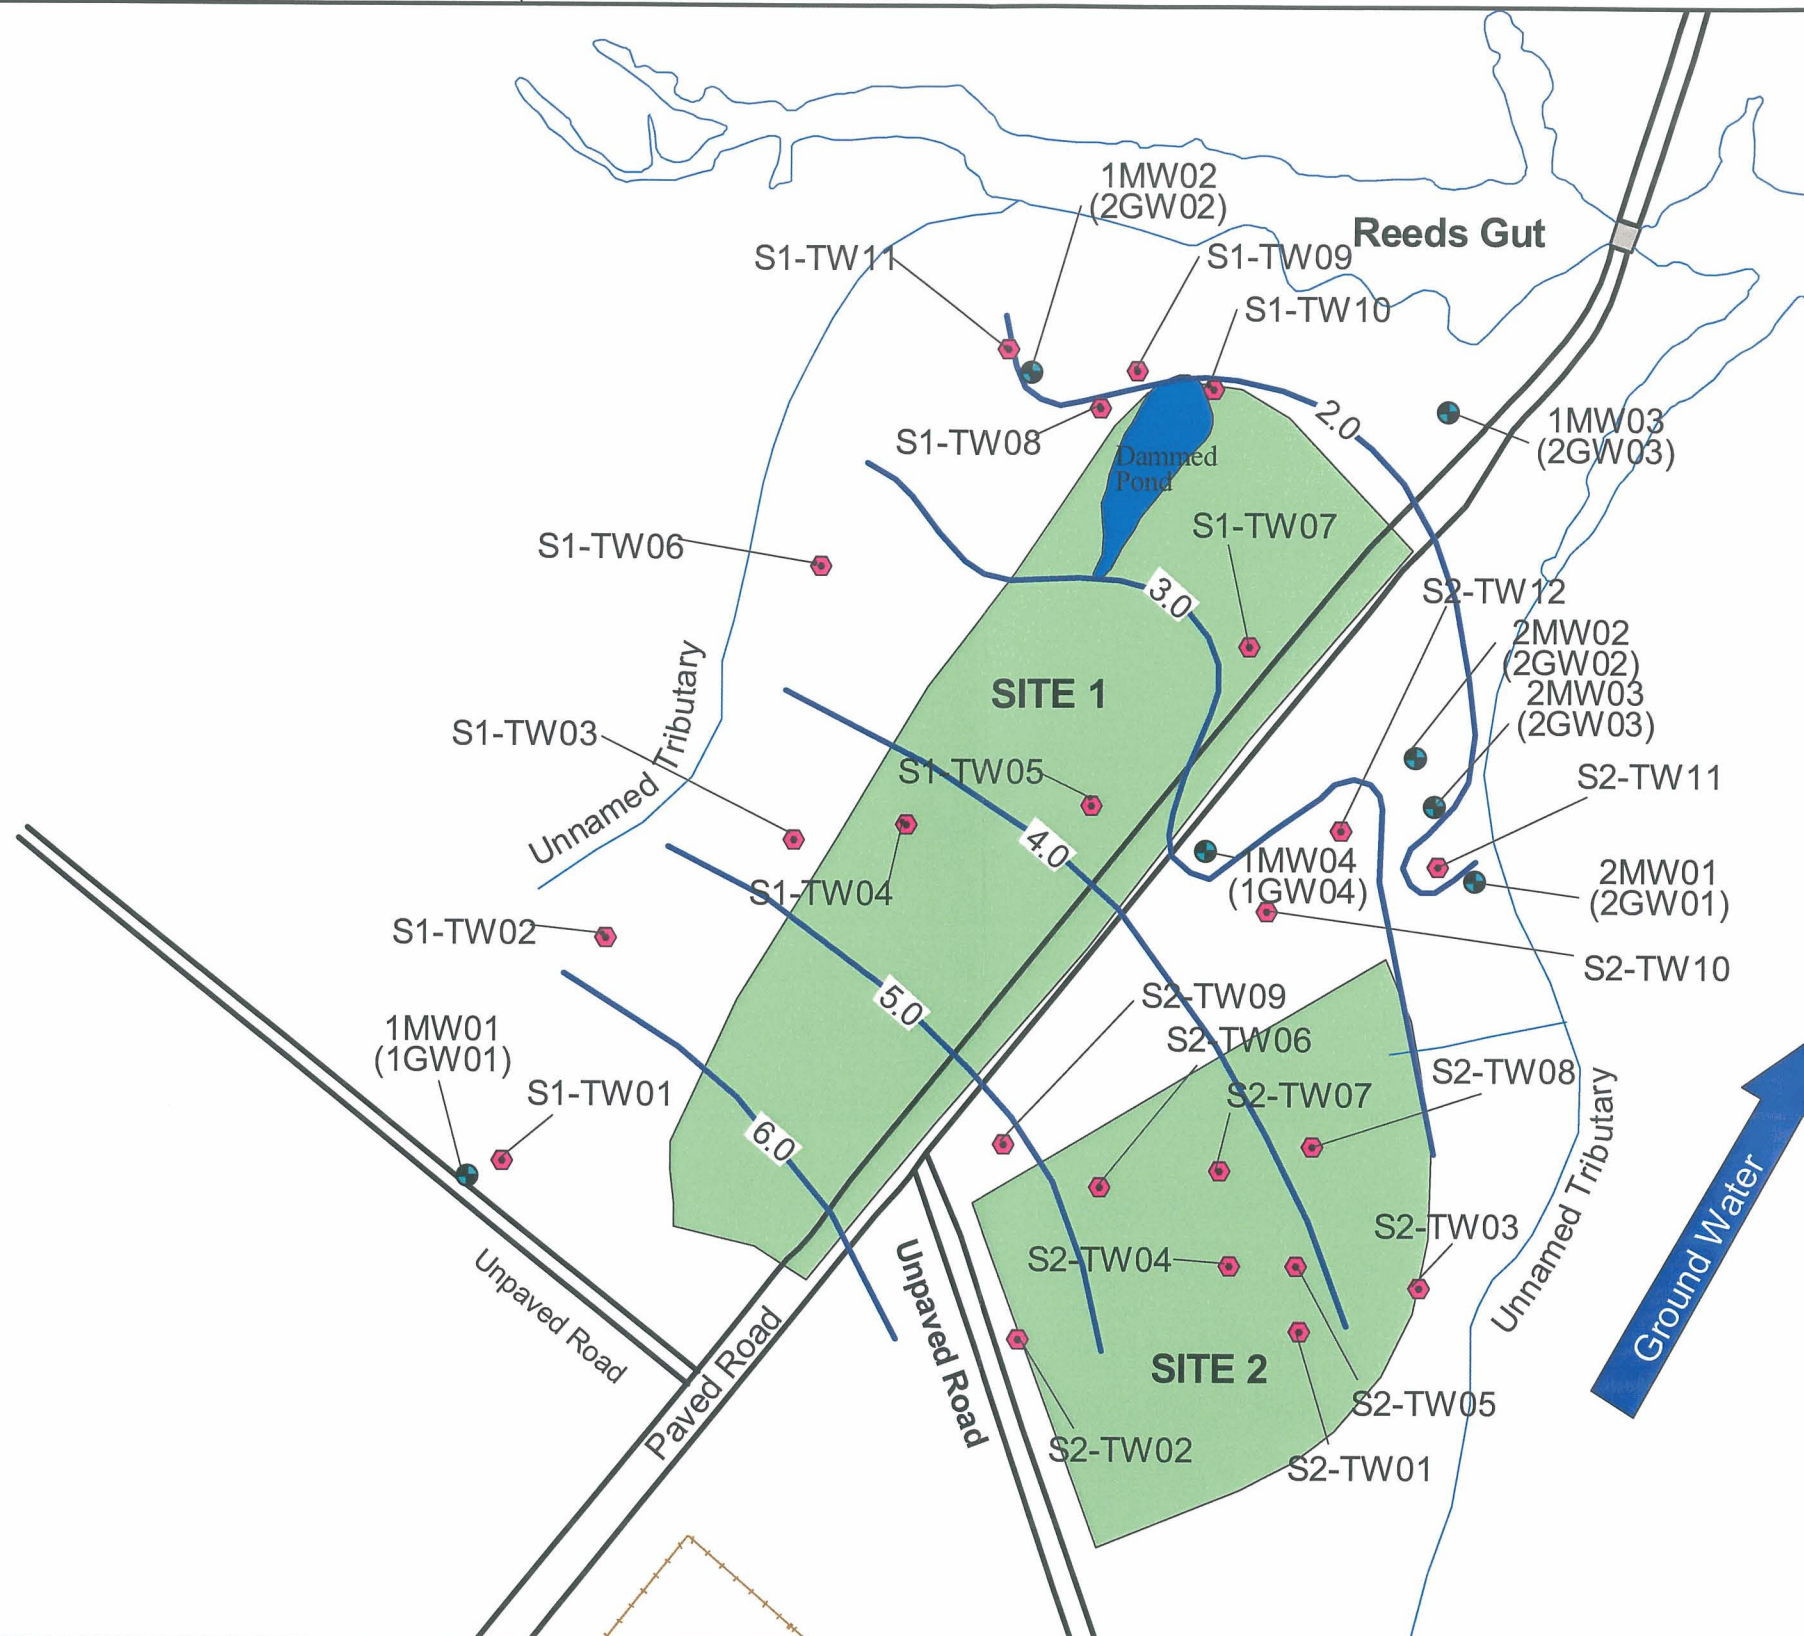 1MW02
(2GW02)
S1-TW11
S1-TW09
Reeds Gut
S1-TW10
2.0
1MW03
(2GW03)
S1-TW08
Dammed
Pond
S1-TW07
S1-TW06
3.0
S2-TW12
2MW02
(2GW02)
2MW03
(2GW03)
SITE 1
S1-TW03
Unnamed Tributary
S1-TW05
S2-TW11
4.0
1MW04
(1GW04)
S1-TW04
2MW01
(2GW01)
S1-TW02
S2-TW10
5.0
S2-TW09
1MW01
(1GW01)
S2-TW06
S1-TW01
S2-TW08
S2-TW07
6.0
Unnamed Tributary
Ground Water
S2-TW03
S2-TW04
Unpaved Road
Unpaved Road
SITE 2
Paved Road
S2-TW05
S2-TW02
S2-TW01